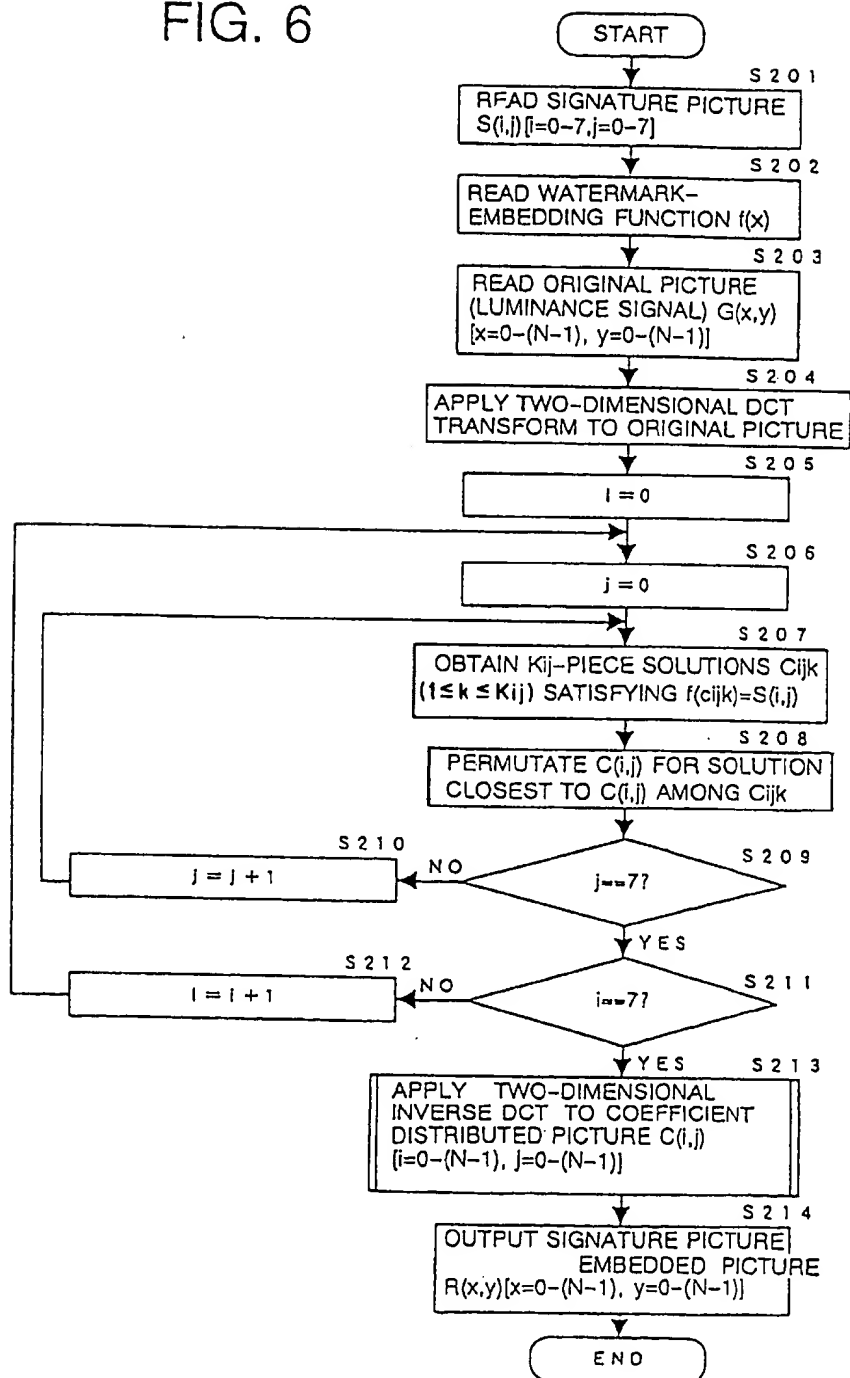 FIG. 6
START
S201
READ SIGNATURE PICTURE
S(i,j)[i=0-7,j=0-7]
S202
READ WATERMARK-
EMBEDDING FUNCTION f(x)
S203
READ ORIGINAL PICTURE
(LUMINANCE SIGNAL) G(x,y)
[x=0-(N-1), y=0-(N-1)]
S204
APPLY TWO-DIMENSIONAL DCT
TRANSFORM TO ORIGINAL PICTURE
S205
i=0
S206
j=0
S207
OBTAIN Kij-PIECE SOLUTIONS Cijk
(1≤k≤Kij) SATISFYING f(cijk)=S(i,j)
S208
PERMUTATE C(i,j) FOR SOLUTION
CLOSEST TO C(i,j) AMONG Cijk
S209
j==7?
NO
S210
j=j+1
YES
S211
i==7?
NO
S212
i=i+1
YES
S213
APPLY TWO-DIMENSIONAL
INVERSE DCT TO COEFFICIENT
DISTRIBUTED PICTURE C(i,j)
[i=0-(N-1), j=0-(N-1)]
S214
OUTPUT SIGNATURE PICTURE
EMBEDDED PICTURE
R(x,y)[x=0-(N-1), y=0-(N-1)]
END